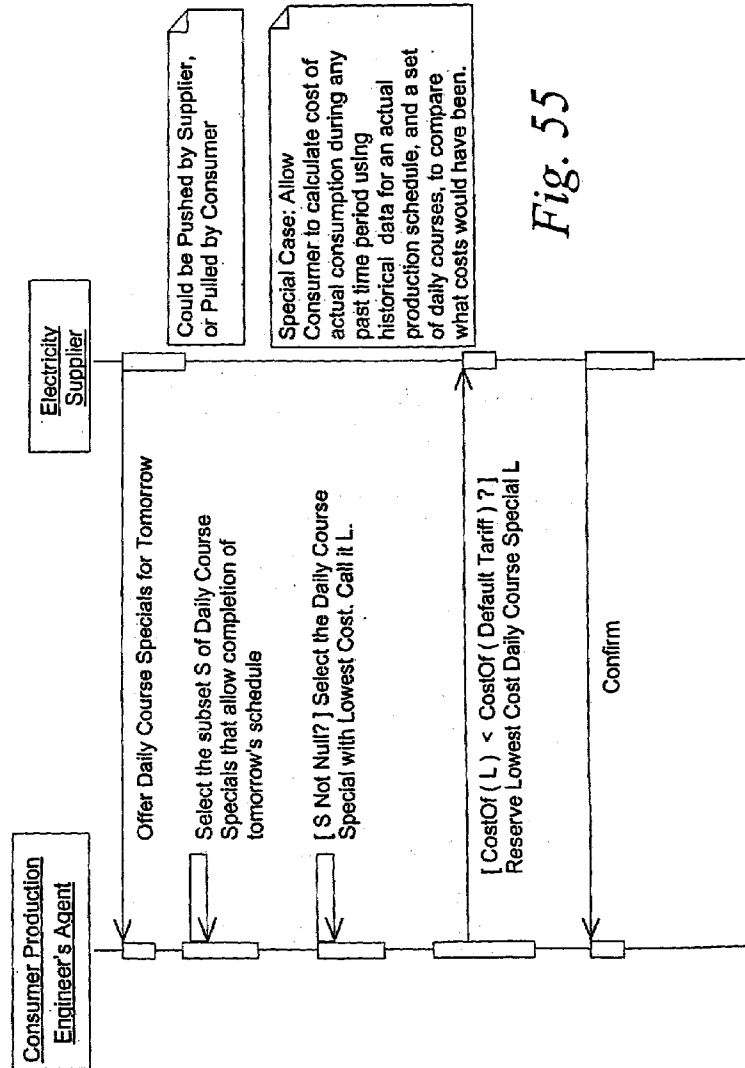 Consumer Production
Engineer's Agent
Electricity
Supplier
Offer Daily Course Specials for Tomorrow
Could be Pushed by Supplier,
or Pulled by Consumer
Select the subset S of Daily Course
Specials that allow completion of
tomorrow's schedule
Special Case: Allow
Consumer to calculate cost of
actual consumption during any
past time period using
historical data for an actual
production schedule, and a set
of daily courses, to compare
what costs would have been.
[ S Not Null? ] Select the Daily Course
Special with Lowest Cost. Call it L.
[ CostOf ( L ) < CostOf ( Default Tariff ) ? ]
Reserve Lowest Cost Daily Course Special L
Confirm
Fig. 55